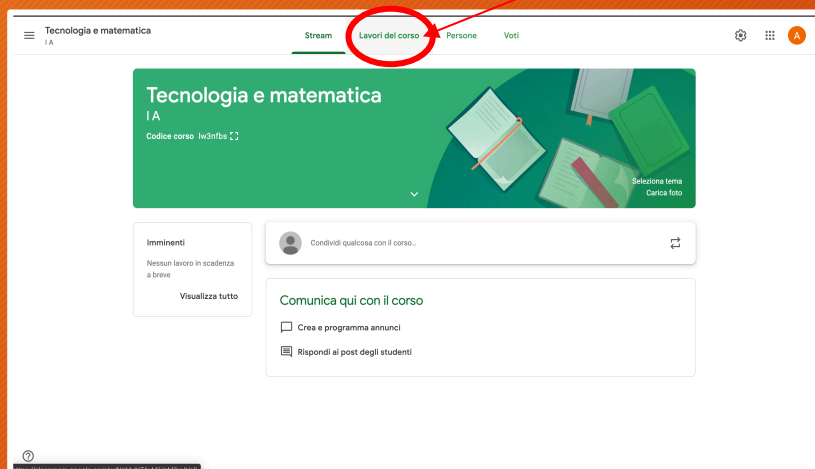 Tecnologia e matematica
I A
Stream
Lavori del corso
Persone
Voti
A
Tecnologia e matematica
I A
Codice corso lw3nfbs
Seleziona tema
Carica foto
Imminenti
Nessun lavoro in scadenza
a breve
Visualizza tutto
Condividi qualcosa con il corso...
Comunica qui con il corso
Crea e programma annunci
Rispondi ai post degli studenti